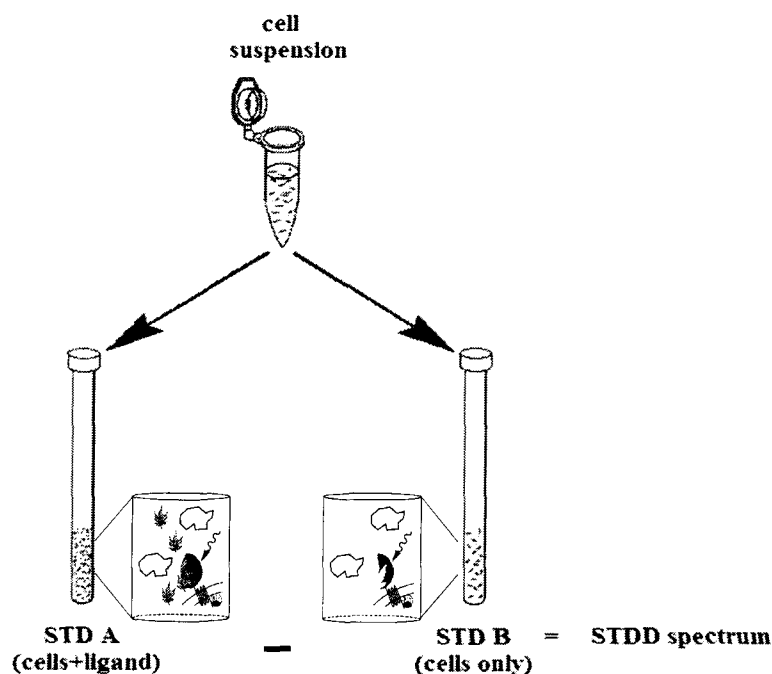 cell
suspension
STD A − STD B = STDD spectrum
(cells+ligand) (cells only)